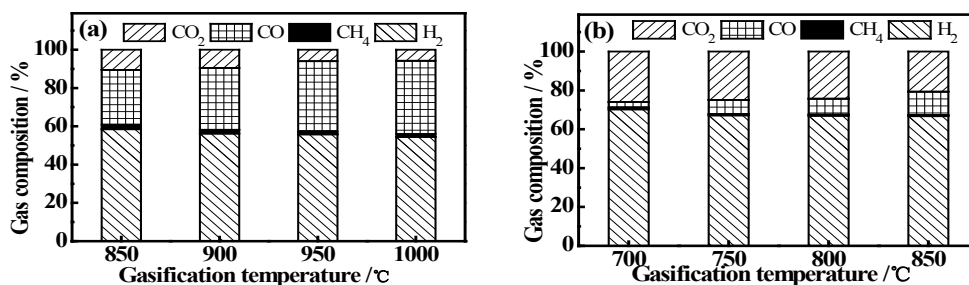 (a) CO2 CO CH4 H2
100
80
60
40
20
0
Gas composition / %
850 900 950 1000
Gasification temperature /℃
(b) CO2 CO CH4 H2
100
80
60
40
20
0
Gas composition / %
700 750 800 850
Gasification temperature /℃